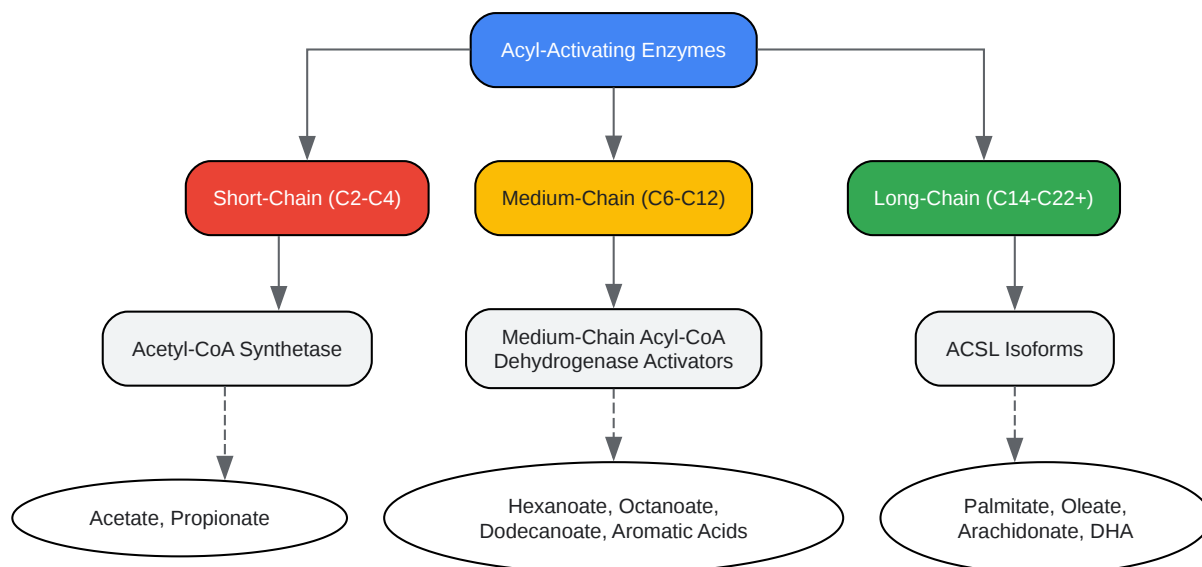 Acyl-Activating Enzymes
Short-Chain (C2-C4)
Medium-Chain (C6-C12)
Long-Chain (C14-C22+)
Acetyl-CoA Synthetase
Medium-Chain Acyl-CoA
Dehydrogenase Activators
ACSL Isoforms
Acetate, Propionate
Hexanoate, Octanoate,
Dodecanoate, Aromatic Acids
Palmitate, Oleate,
Arachidonate, DHA